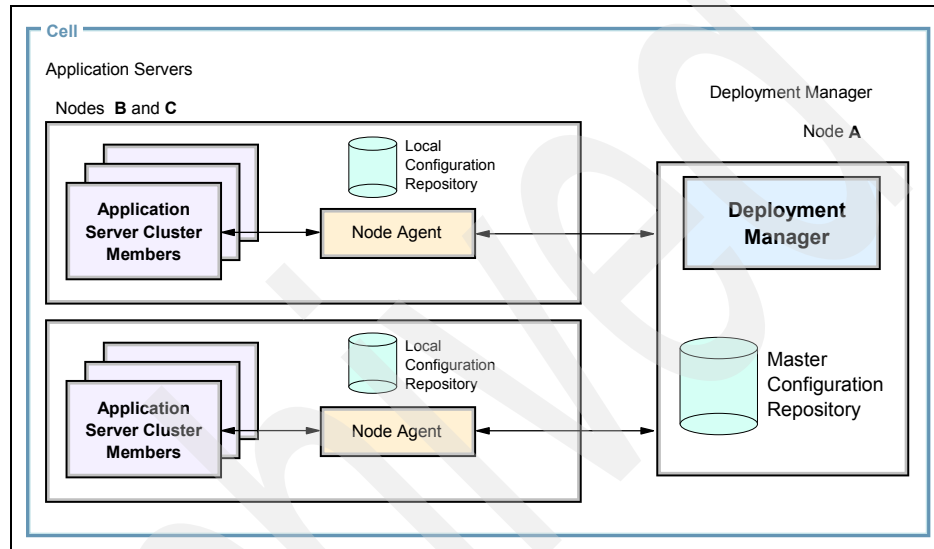 Cell
Application Servers
Nodes B and C
Deployment Manager
Node A
Local
Configuration
Repository
Application
Server Cluster
Members
Node Agent
Deployment
Manager
Local
Configuration
Repository
Application
Server Cluster
Members
Node Agent
Master
Configuration
Repository